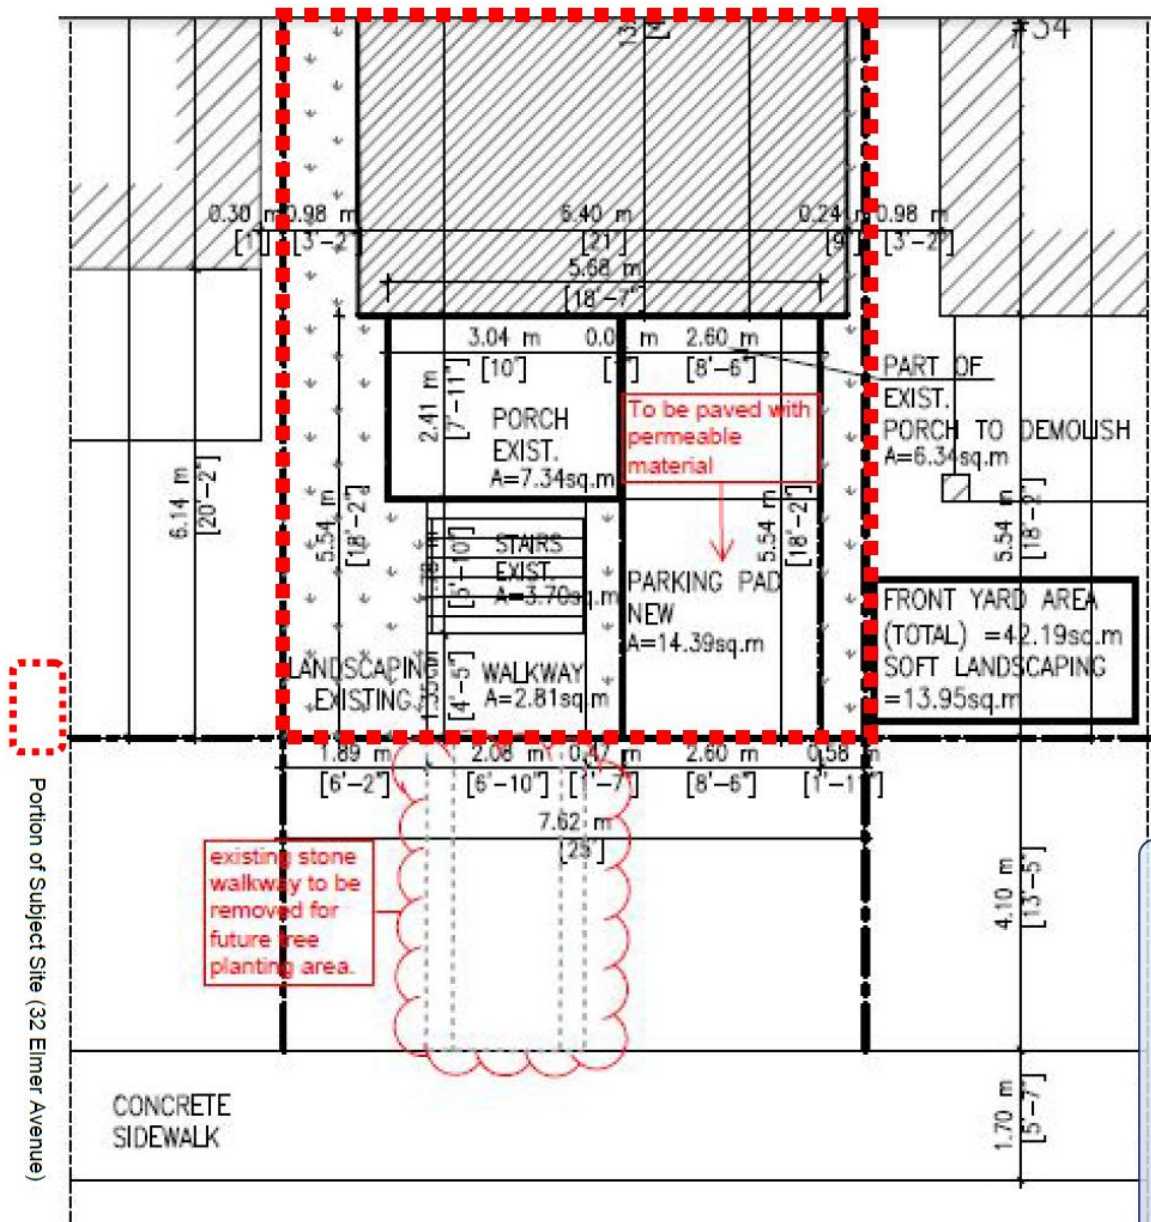 #34
0.30 m
0.98 m
[3'-2"]
6.40 m
[21']
0.24
0.98 m
[3'-2"]
5.68 m
[18'-7"]
3.04 m
[10']
2.60 m
[8'-6"]
2.41 m
[7'-11"]
PORCH
EXIST.
A=7.34sq.m
To be paved with
permeable
material
PART OF
EXIST.
PORCH TO DEMOLISH
A=6.34sq.m
6.14 m
[20'-2"]
5.54 m
[18'-2"]
STAIRS
EXIST.
A=3.70sq.m
[5'-10"]
5.54 m
[18'-2"]
5.54 m
[18'-2"]
PARKING PAD
NEW
A=14.39sq.m
FRONT YARD AREA
(TOTAL) =42.19sq.m
SOFT LANDSCAPING
=13.95sq.m
LANDSCAPING
EXISTING
[4'-5"]
WALKWAY
A=2.81sq.m
1.89 m
[6'-2"]
2.08 m
[6'-10"]
0.47 m
[1'-7"]
2.60 m
[8'-6"]
0.58 m
7.62 m
[25']
existing stone
walkway to be
removed for
future tree
planting area.
4.10 m
[13'-5"]
CONCRETE
SIDEWALK
1.70 m
[5'-7"]
Portion of Subject Site (32 Elmer Avenue)